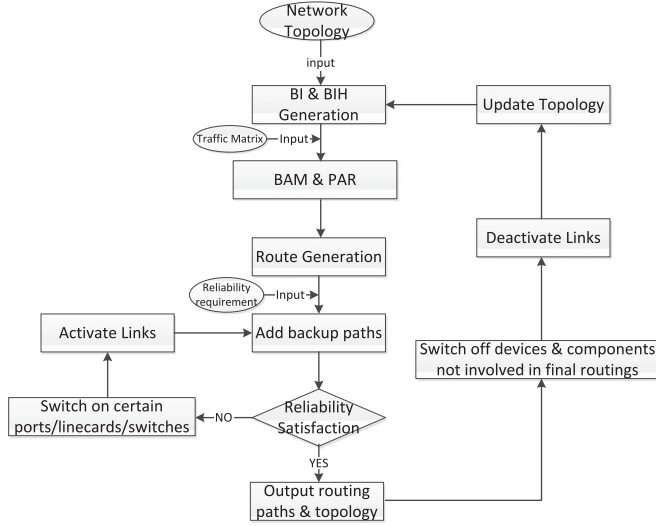 Network
Topology
input
BI & BIH
Generation
Update Topology
Traffic Matrix
Input
BAM & PAR
Deactivate Links
Route Generation
Reliability
requirement
Input
Activate Links
Add backup paths
Switch off devices & components
not involved in final routings
Switch on certain
ports/linecards/switches
NO
Reliability
Satisfaction
YES
Output routing
paths & topology